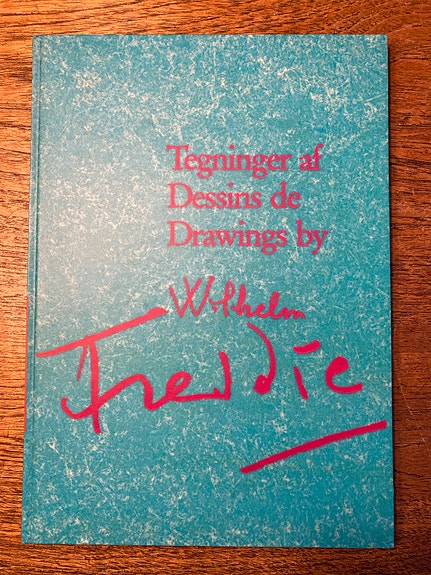 Tegninger af
Dessins de
Drawings by
Wilhelm
Freddie